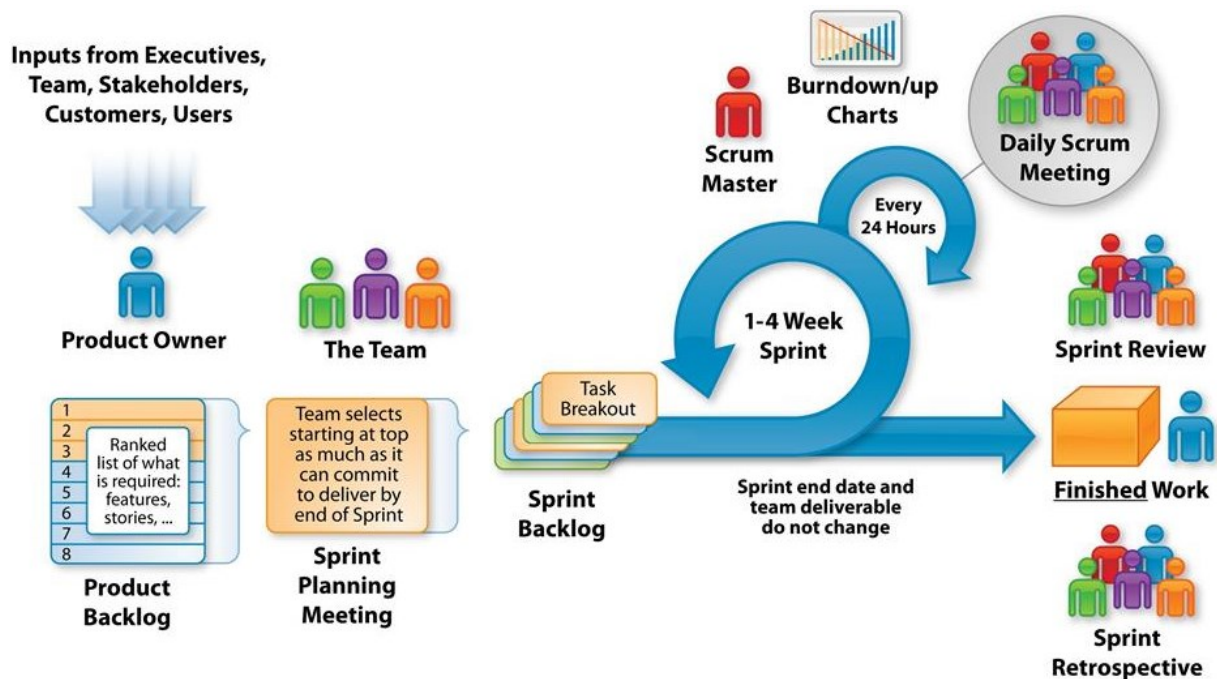 Inputs from Executives,
Team, Stakeholders,
Customers, Users
Product Owner
The Team
1
2
3
4
5
6
7
8
Ranked
list of what
is required:
features,
stories, ...
Product
Backlog
Team selects
starting at top
as much as it
can commit
to deliver by
end of Sprint
Sprint
Planning
Meeting
Task
Breakout
Sprint
Backlog
Scrum
Master
Burndown/up
Charts
1-4 Week
Sprint
Every
24 Hours
Daily Scrum
Meeting
Sprint end date and
team deliverable
do not change
Sprint Review
Finished Work
Sprint
Retrospective